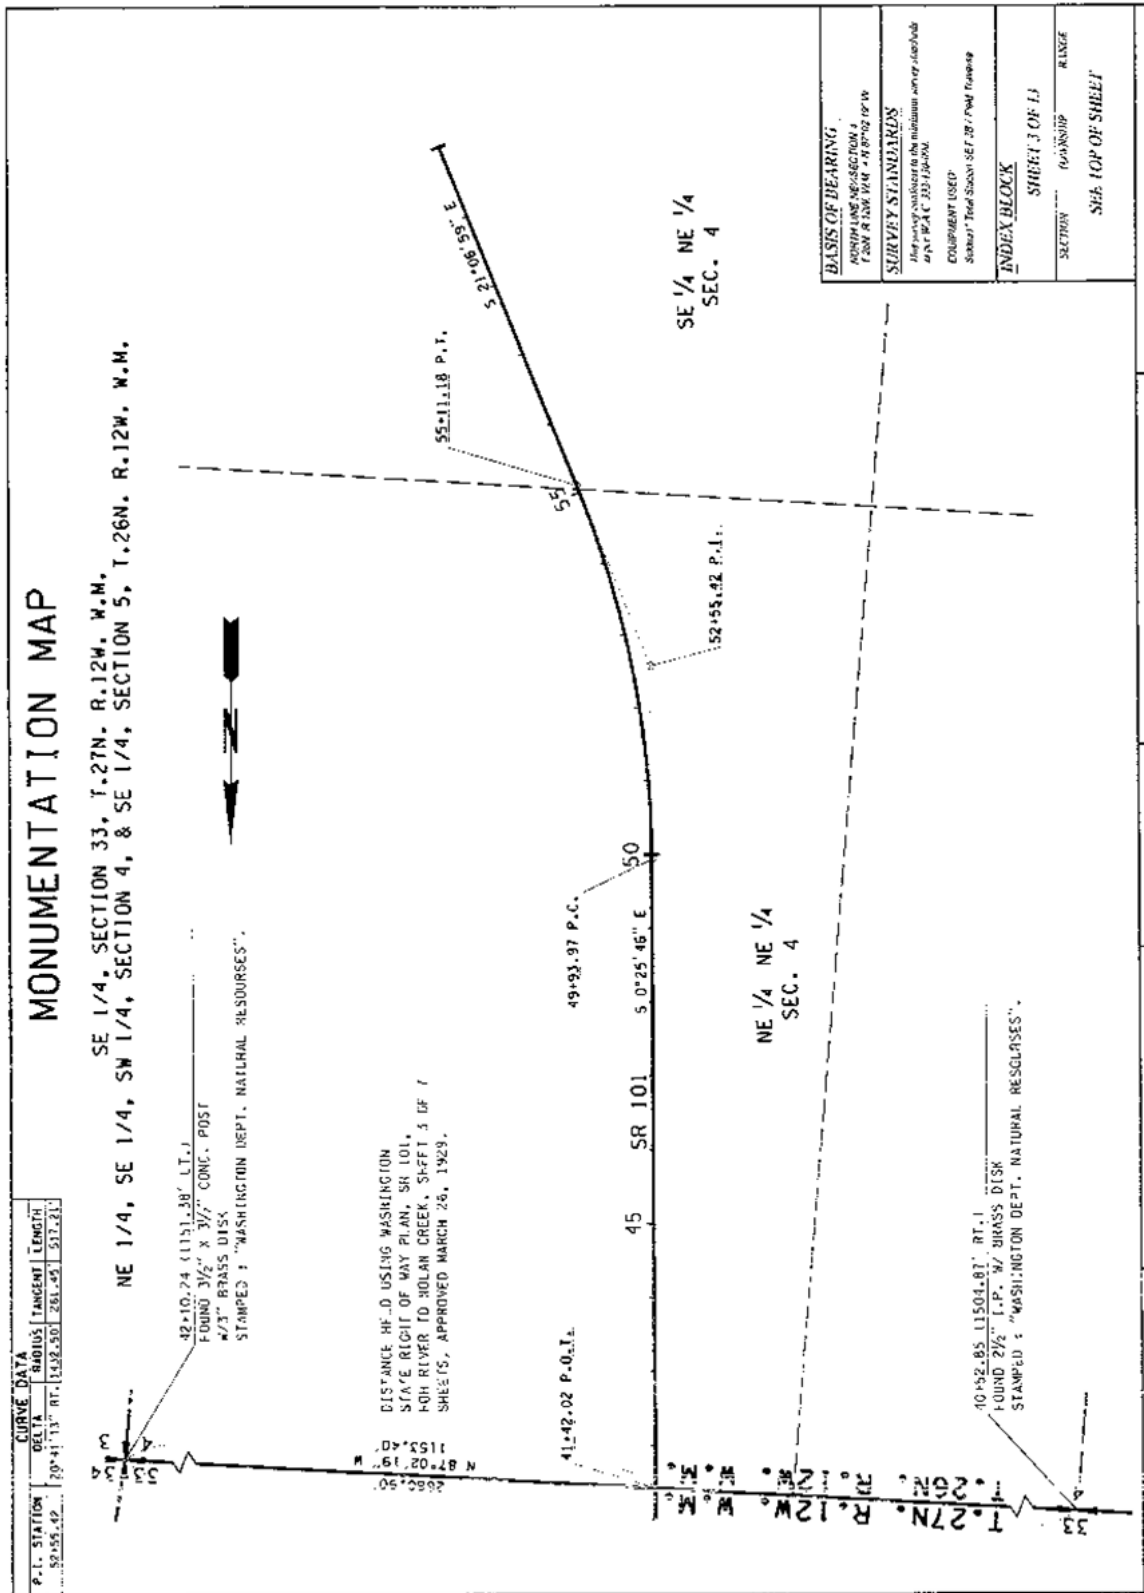 MONUMENTATION MAP
SE 1/4, SECTION 33, T.27N. R.12W. W.M.
NE 1/4, SE 1/4, SW 1/4, SECTION 4, & SE 1/4, SECTION 5, T.26N. R.12W. W.M.
CURVE DATA
P.I. STATION DELTA RADIUS TANGENT LENGTH
52+55.42 20°41'13" RT. 1432.50' 261.45' 517.21'
3
34
4
33
42+10.24 (1151.38' LT.)
FOUND 3½" X 3½" CONC. POST
W/3" BRASS DISK
STAMPED : "WASHINGTON DEPT. NATURAL RESOURSES".
N
DISTANCE HELD USING WASHINGTON
STATE RIGHT OF WAY PLAN, SR 101,
HOH RIVER TO NOLAN CREEK, SHEET 3 OF 7
SHEETS, APPROVED MARCH 26, 1929.
N 87°02'19" W
1153.40'
41+42.02 P.O.T.
45
SR 101
S 0°25'46" E
49+93.97 P.C.
50
52+55.42 P.I.
55
55+11.18 P.T.
S 21°06'59" E
NE ¼ NE ¼
SEC. 4
SE ¼ NE ¼
SEC. 4
T.27N. R.12W. W.M.
T.26N. R.12W. W.M.
33
4
40+52.85 (1504.87' RT.)
FOUND 2½" I.P. W/ BRASS DISK
STAMPED : "WASHINGTON DEPT. NATURAL RESOURSES".
BASIS OF BEARING
SURVEY STANDARDS
EQUIPMENT USED:
INDEX BLOCK
SHEET 3 OF 13
SECTION TOWNSHIP RANGE
SEE TOP OF SHEET